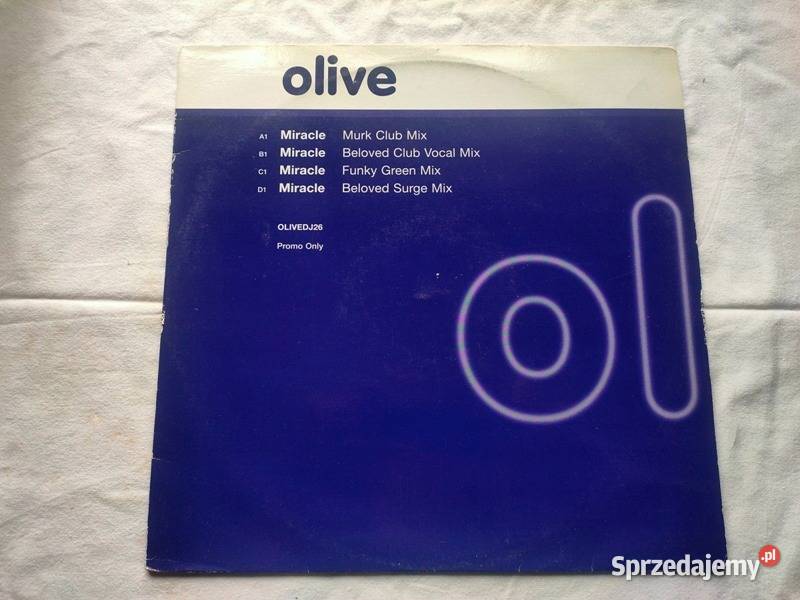 olive
A1 Miracle Murk Club Mix
B1 Miracle Beloved Club Vocal Mix
C1 Miracle Funky Green Mix
D1 Miracle Beloved Surge Mix
OLIVEDJ26
Promo Only
ol
Sprzedajemy.pl